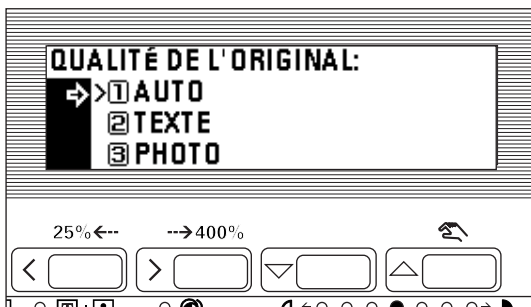 QUALITÉ DE L'ORIGINAL:
>1 AUTO
2 TEXTE
3 PHOTO
25% 400%